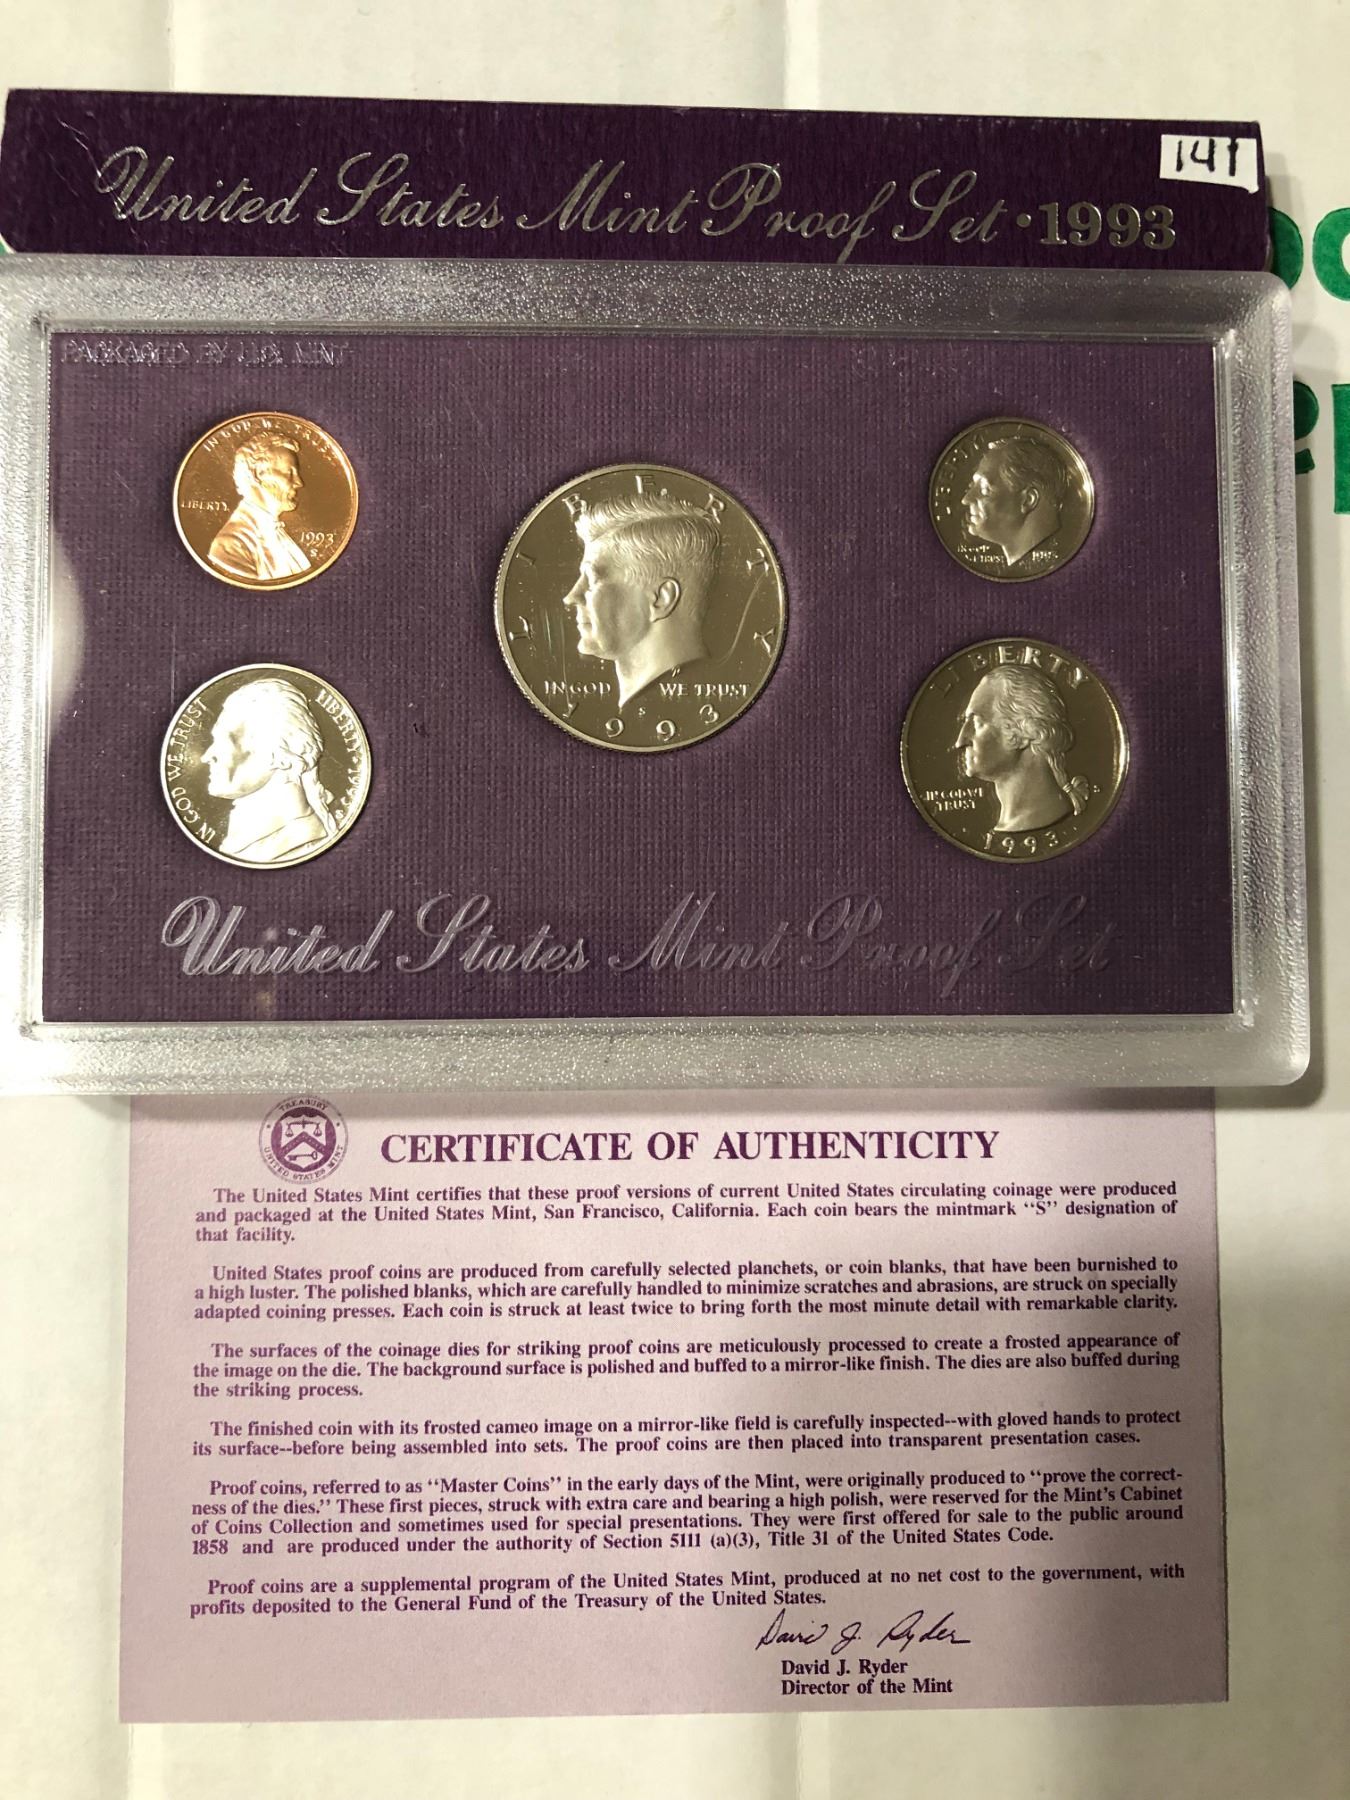 141
United States Mint Proof Set · 1993
PACKAGED BY U.S. MINT
IN GOD WE TRUST
LIBERTY
1993
S
LIBERTY
IN GOD WE TRUST
1993
S
LIBERTY
IN GOD
WE TRUST
1993
IN GOD WE TRUST
LIBERTY · 1993
S
LIBERTY
IN GOD WE
TRUST
S
1993
United States Mint Proof Set
TREASURY
UNITED STATES MINT
CERTIFICATE OF AUTHENTICITY
The United States Mint certifies that these proof versions of current United States circulating coinage were produced
and packaged at the United States Mint, San Francisco, California. Each coin bears the mintmark “S” designation of
that facility.
United States proof coins are produced from carefully selected planchets, or coin blanks, that have been burnished to
a high luster. The polished blanks, which are carefully handled to minimize scratches and abrasions, are struck on specially
adapted coining presses. Each coin is struck at least twice to bring forth the most minute detail with remarkable clarity.
The surfaces of the coinage dies for striking proof coins are meticulously processed to create a frosted appearance of
the image on the die. The background surface is polished and buffed to a mirror-like finish. The dies are also buffed during
the striking process.
The finished coin with its frosted cameo image on a mirror-like field is carefully inspected--with gloved hands to protect
its surface--before being assembled into sets. The proof coins are then placed into transparent presentation cases.
Proof coins, referred to as “Master Coins” in the early days of the Mint, were originally produced to “prove the correct-
ness of the dies.” These first pieces, struck with extra care and bearing a high polish, were reserved for the Mint's Cabinet
of Coins Collection and sometimes used for special presentations. They were first offered for sale to the public around
1858 and are produced under the authority of Section 5111 (a)(3), Title 31 of the United States Code.
Proof coins are a supplemental program of the United States Mint, produced at no net cost to the government, with
profits deposited to the General Fund of the Treasury of the United States.
David J. Ryder
David J. Ryder
Director of the Mint